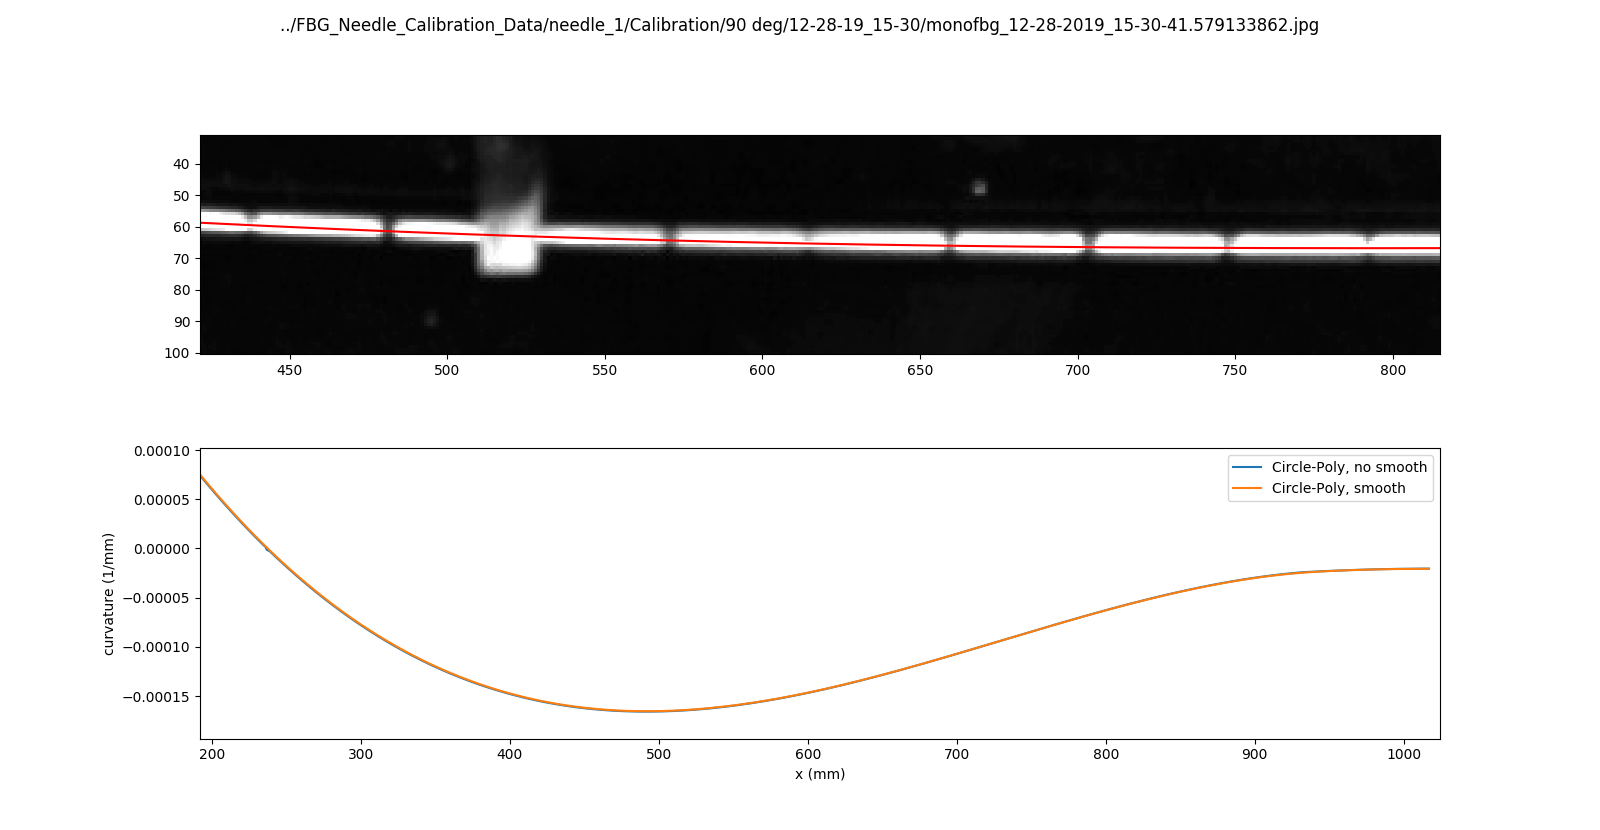 ../FBG_Needle_Calibration_Data/needle_1/Calibration/90 deg/12-28-19_15-30/monofbg_12-28-2019_15-30-41.579133862.jpg
40
50
60
70
80
90
100
450 500 550 600 650 700 750 800
0.00010
0.00005
0.00000
−0.00005
−0.00010
−0.00015
curvature (1/mm)
Circle-Poly, no smooth
Circle-Poly, smooth
200 300 400 500 600 700 800 900 1000
x (mm)